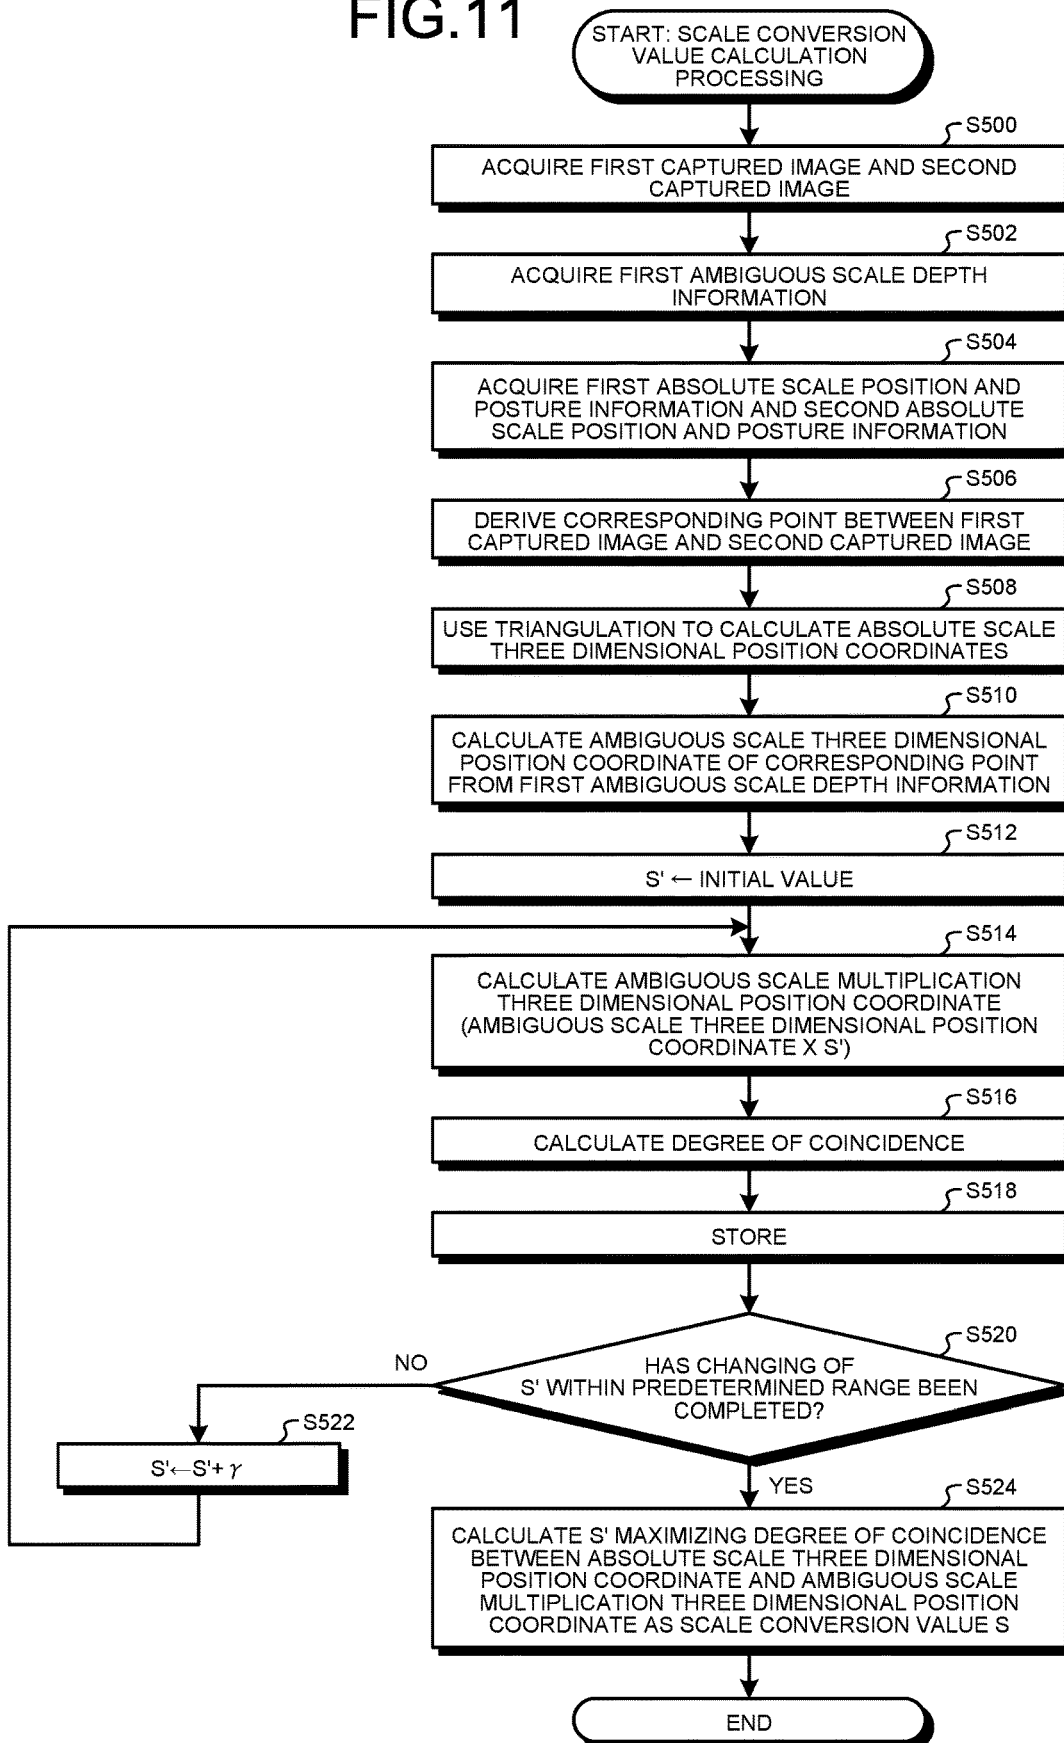 FIG.11
START: SCALE CONVERSION
VALUE CALCULATION
PROCESSING
S500
ACQUIRE FIRST CAPTURED IMAGE AND SECOND
CAPTURED IMAGE
S502
ACQUIRE FIRST AMBIGUOUS SCALE DEPTH
INFORMATION
S504
ACQUIRE FIRST ABSOLUTE SCALE POSITION AND
POSTURE INFORMATION AND SECOND ABSOLUTE
SCALE POSITION AND POSTURE INFORMATION
S506
DERIVE CORRESPONDING POINT BETWEEN FIRST
CAPTURED IMAGE AND SECOND CAPTURED IMAGE
S508
USE TRIANGULATION TO CALCULATE ABSOLUTE SCALE
THREE DIMENSIONAL POSITION COORDINATES
S510
CALCULATE AMBIGUOUS SCALE THREE DIMENSIONAL
POSITION COORDINATE OF CORRESPONDING POINT
FROM FIRST AMBIGUOUS SCALE DEPTH INFORMATION
S512
S' ← INITIAL VALUE
S514
CALCULATE AMBIGUOUS SCALE MULTIPLICATION
THREE DIMENSIONAL POSITION COORDINATE
(AMBIGUOUS SCALE THREE DIMENSIONAL POSITION
COORDINATE X S')
S516
CALCULATE DEGREE OF COINCIDENCE
S518
STORE
S520
HAS CHANGING OF
S' WITHIN PREDETERMINED RANGE BEEN
COMPLETED?
NO
S522
S'←S'+ γ
YES
S524
CALCULATE S' MAXIMIZING DEGREE OF COINCIDENCE
BETWEEN ABSOLUTE SCALE THREE DIMENSIONAL
POSITION COORDINATE AND AMBIGUOUS SCALE
MULTIPLICATION THREE DIMENSIONAL POSITION
COORDINATE AS SCALE CONVERSION VALUE S
END